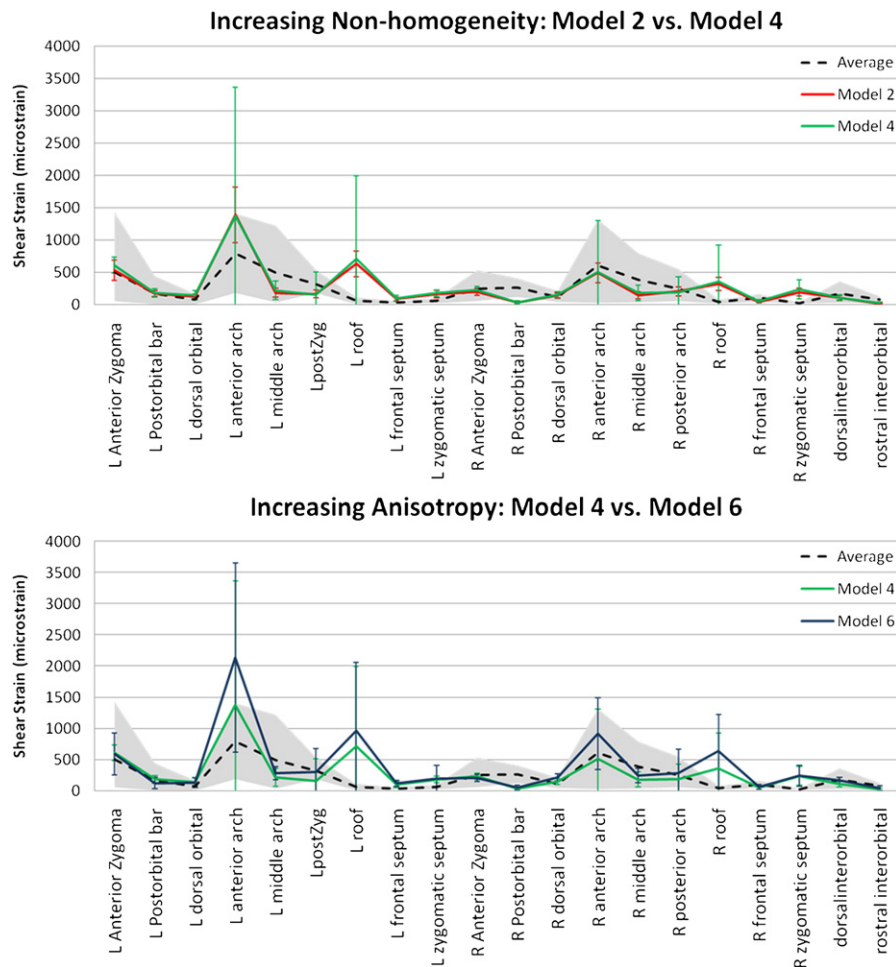 Increasing Non-homogeneity: Model 2 vs. Model 4
Shear Strain (microstrain)
4000
3500
3000
2500
2000
1500
1000
500
0
Average
Model 2
Model 4
L Anterior Zygoma
L Postorbital bar
L dorsal orbital
L anterior arch
L middle arch
LpostZyg
L roof
L frontal septum
L zygomatic septum
R Anterior Zygoma
R Postorbital bar
R dorsal orbital
R anterior arch
R middle arch
R posterior arch
R roof
R frontal septum
R zygomatic septum
dorsalinterorbital
rostral interorbital
Increasing Anisotropy: Model 4 vs. Model 6
Shear Strain (microstrain)
4000
3500
3000
2500
2000
1500
1000
500
0
Average
Model 4
Model 6
L Anterior Zygoma
L Postorbital bar
L dorsal orbital
L anterior arch
L middle arch
LpostZyg
L roof
L frontal septum
L zygomatic septum
R Anterior Zygoma
R Postorbital bar
R dorsal orbital
R anterior arch
R middle arch
R posterior arch
R roof
R frontal septum
R zygomatic septum
dorsalinterorbital
rostral interorbital